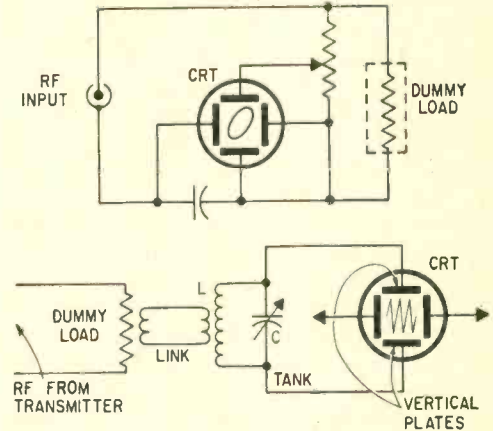 RF
INPUT
CRT
DUMMY
LOAD
L
CRT
DUMMY
LOAD
C
LINK
TANK
RF FROM
TRANSMITTER
VERTICAL
PLATES